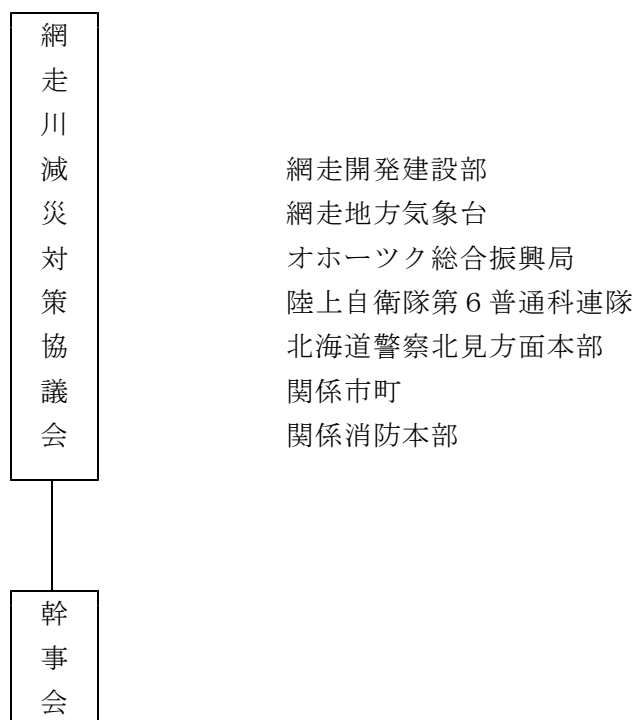 網走川減災対策協議会
網走開発建設部
網走地方気象台
オホーツク総合振興局
陸上自衛隊第６普通科連隊
北海道警察北見方面本部
関係市町
関係消防本部
幹事会